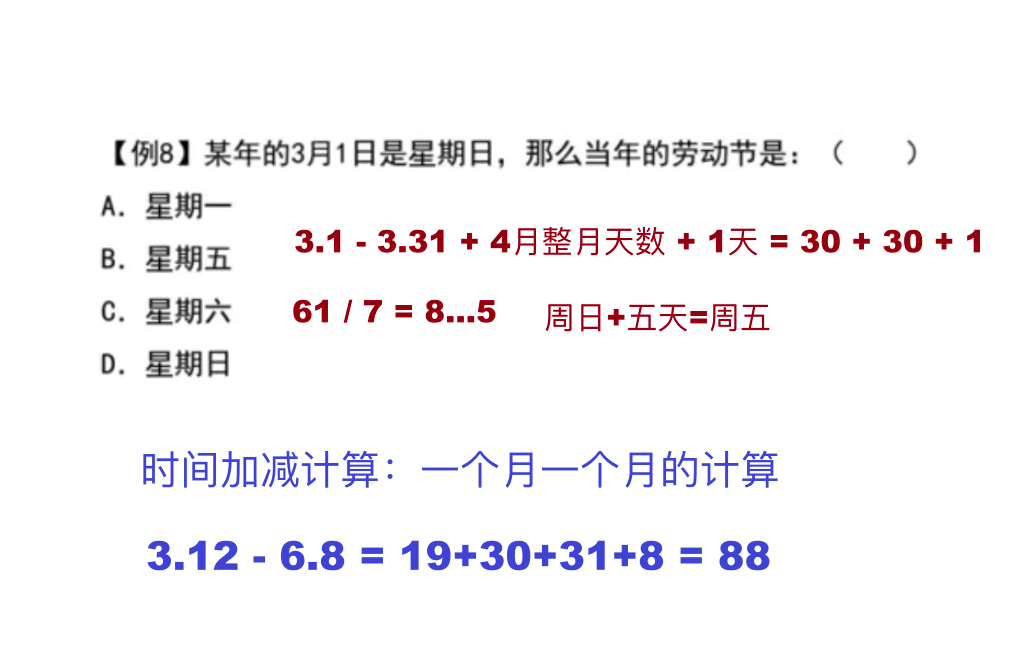 【例8】某年的3月1日是星期日，那么当年的劳动节是：（　　）
A. 星期一
3.1 - 3.31 + 4月整月天数 + 1天 = 30 + 30 + 1
B. 星期五
C. 星期六
61 / 7 = 8...5 周日+五天=周五
D. 星期日
时间加减计算：一个月一个月的计算
3.12 - 6.8 = 19+30+31+8 = 88